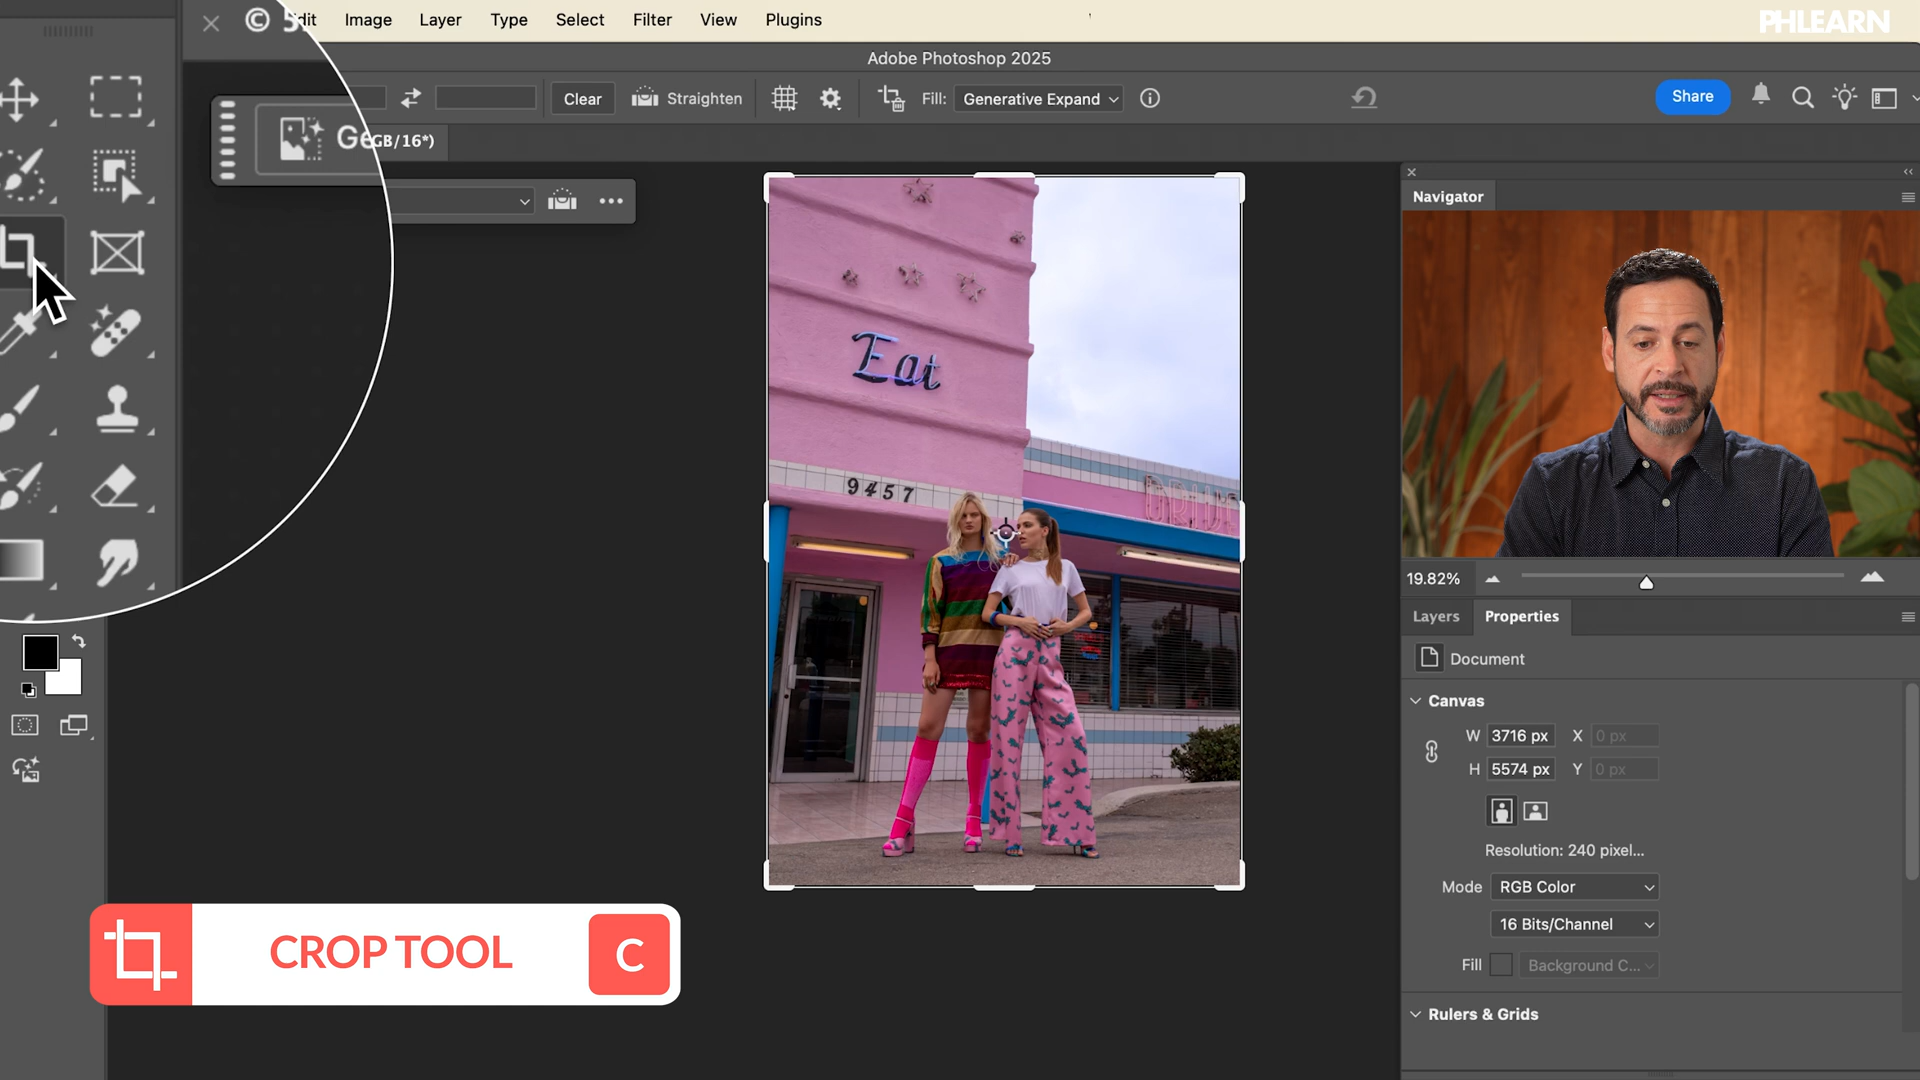 dit Image Layer Type Select Filter View Plugins
PHLEARN
Adobe Photoshop 2025
Clear Straighten Fill: Generative Expand Share
GB/16*)
Eat
9457
Navigator
19.82%
Layers Properties
Document
Canvas
W 3716 px X 0 px
H 5574 px Y 0 px
Resolution: 240 pixel...
Mode RGB Color
16 Bits/Channel
Fill Background C...
Rulers & Grids
CROP TOOL C